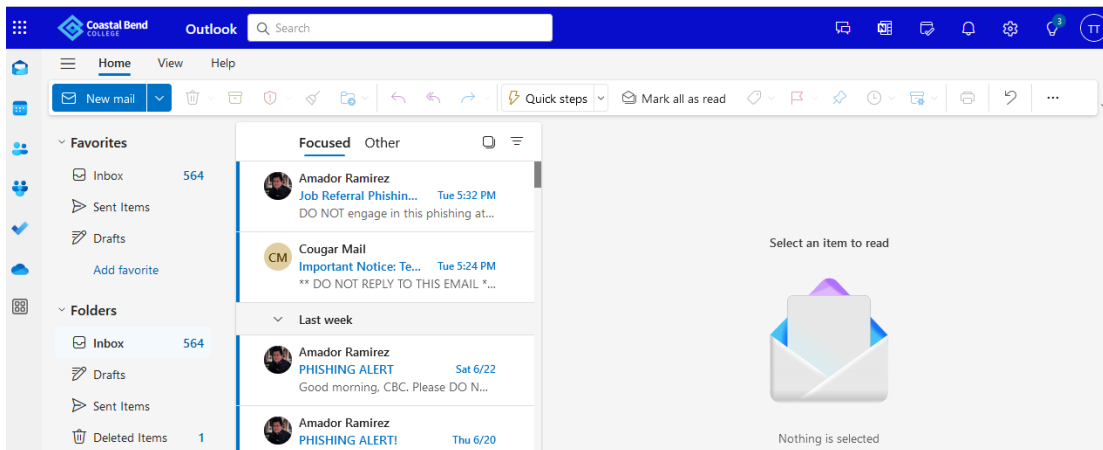 Coastal Bend
COLLEGE
Outlook
Search
3
TT
Home View Help
New mail
Quick steps
Mark all as read
Favorites
Inbox 564
Sent Items
Drafts
Add favorite
Folders
Inbox 564
Drafts
Sent Items
Deleted Items 1
Focused Other
Amador Ramirez
Job Referral Phishin... Tue 5:32 PM
DO NOT engage in this phishing at...
CM
Cougar Mail
Important Notice: Te... Tue 5:24 PM
** DO NOT REPLY TO THIS EMAIL *...
Last week
Amador Ramirez
PHISHING ALERT Sat 6/22
Good morning, CBC. Please DO N...
Amador Ramirez
PHISHING ALERT! Thu 6/20
Select an item to read
Nothing is selected